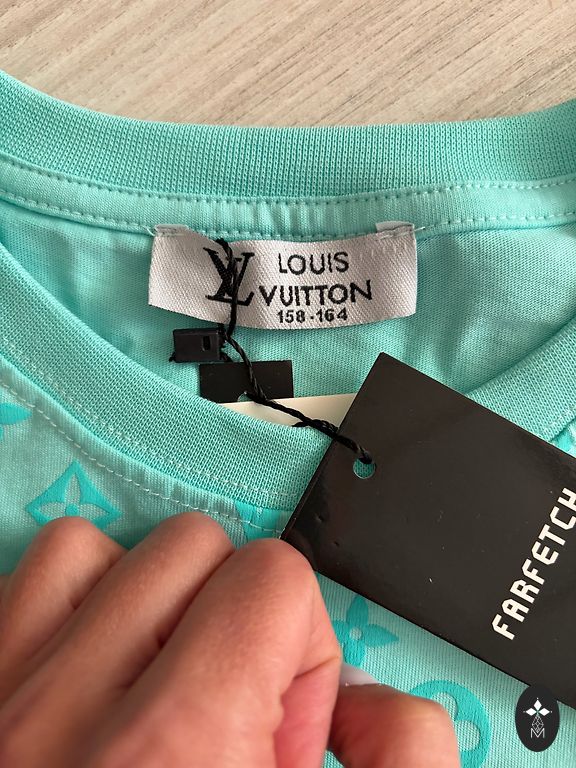 LV
LOUIS
VUITTON
158-164
FARFETCH
M